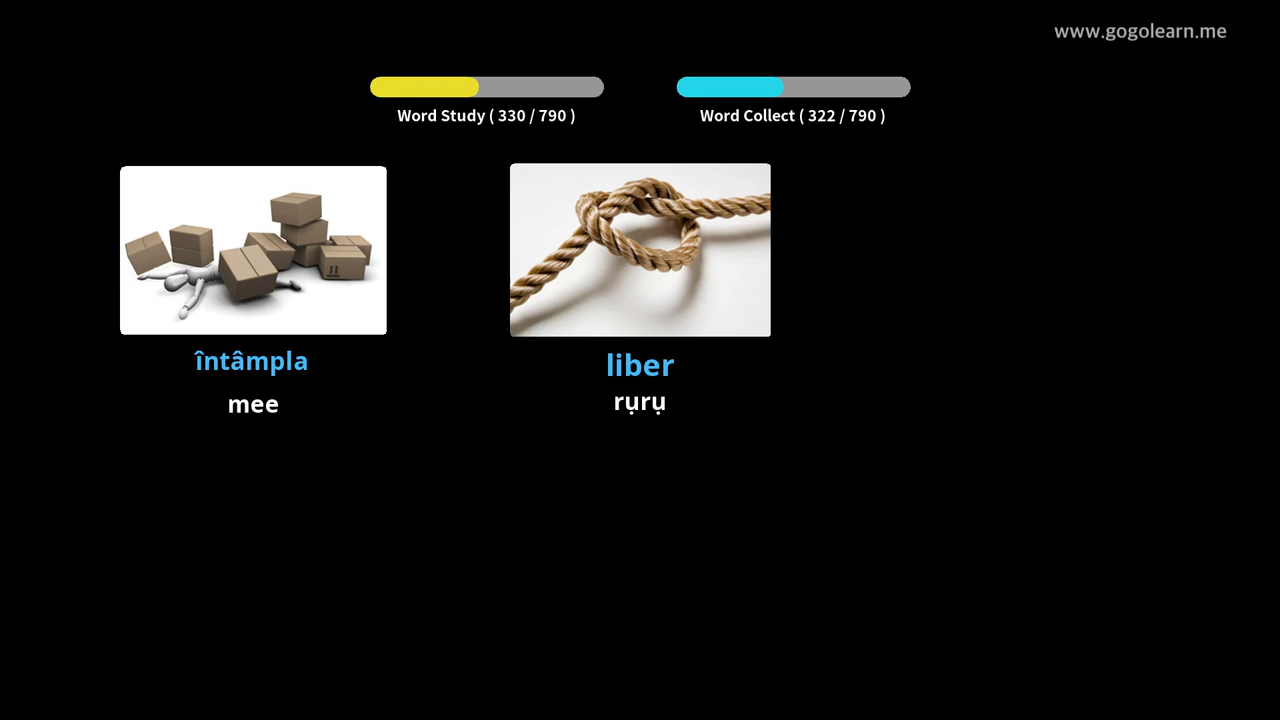 www.gogolearn.me
Word Study ( 330 / 790 )
Word Collect ( 322 / 790 )
întâmpla
mee
liber
rụrụ